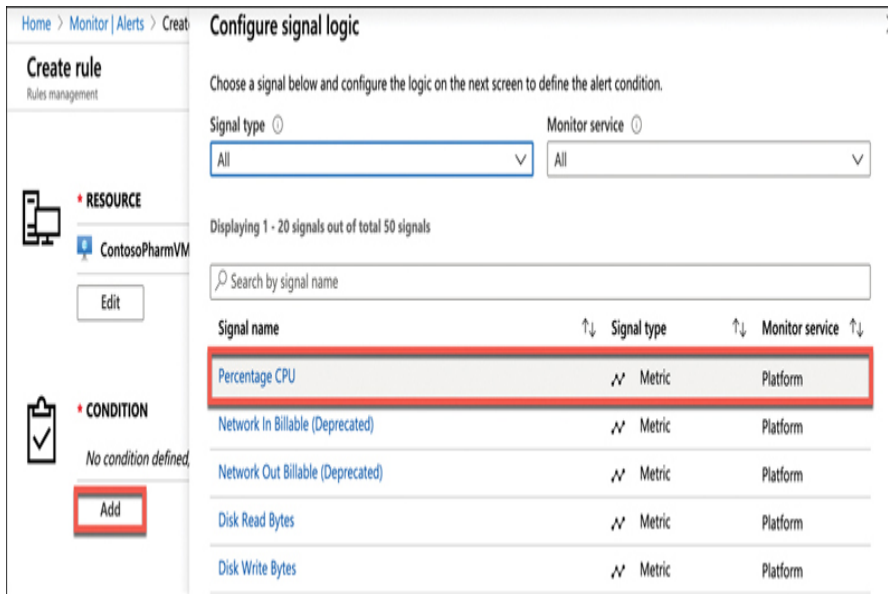 Home > Monitor | Alerts > Creat
Create rule
Rules management
* RESOURCE
ContosoPharmVM
Edit
* CONDITION
No condition defined,
Add
Configure signal logic
Choose a signal below and configure the logic on the next screen to define the alert condition.
Signal type Monitor service
All All
Displaying 1 - 20 signals out of total 50 signals
Search by signal name
Signal name Signal type Monitor service
Percentage CPU Metric Platform
Network In Billable (Deprecated) Metric Platform
Network Out Billable (Deprecated) Metric Platform
Disk Read Bytes Metric Platform
Disk Write Bytes Metric Platform